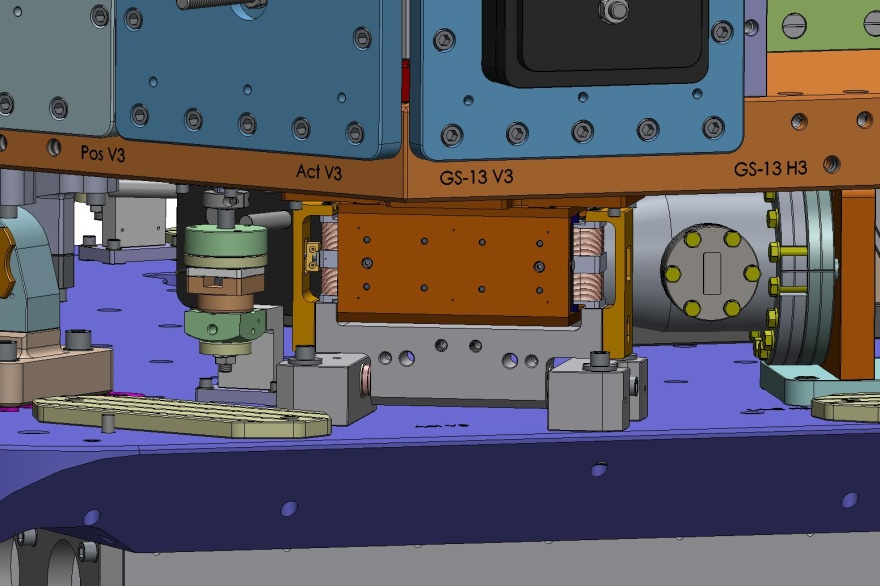 Pos V3
Act V3
GS-13 V3
GS-13 H3